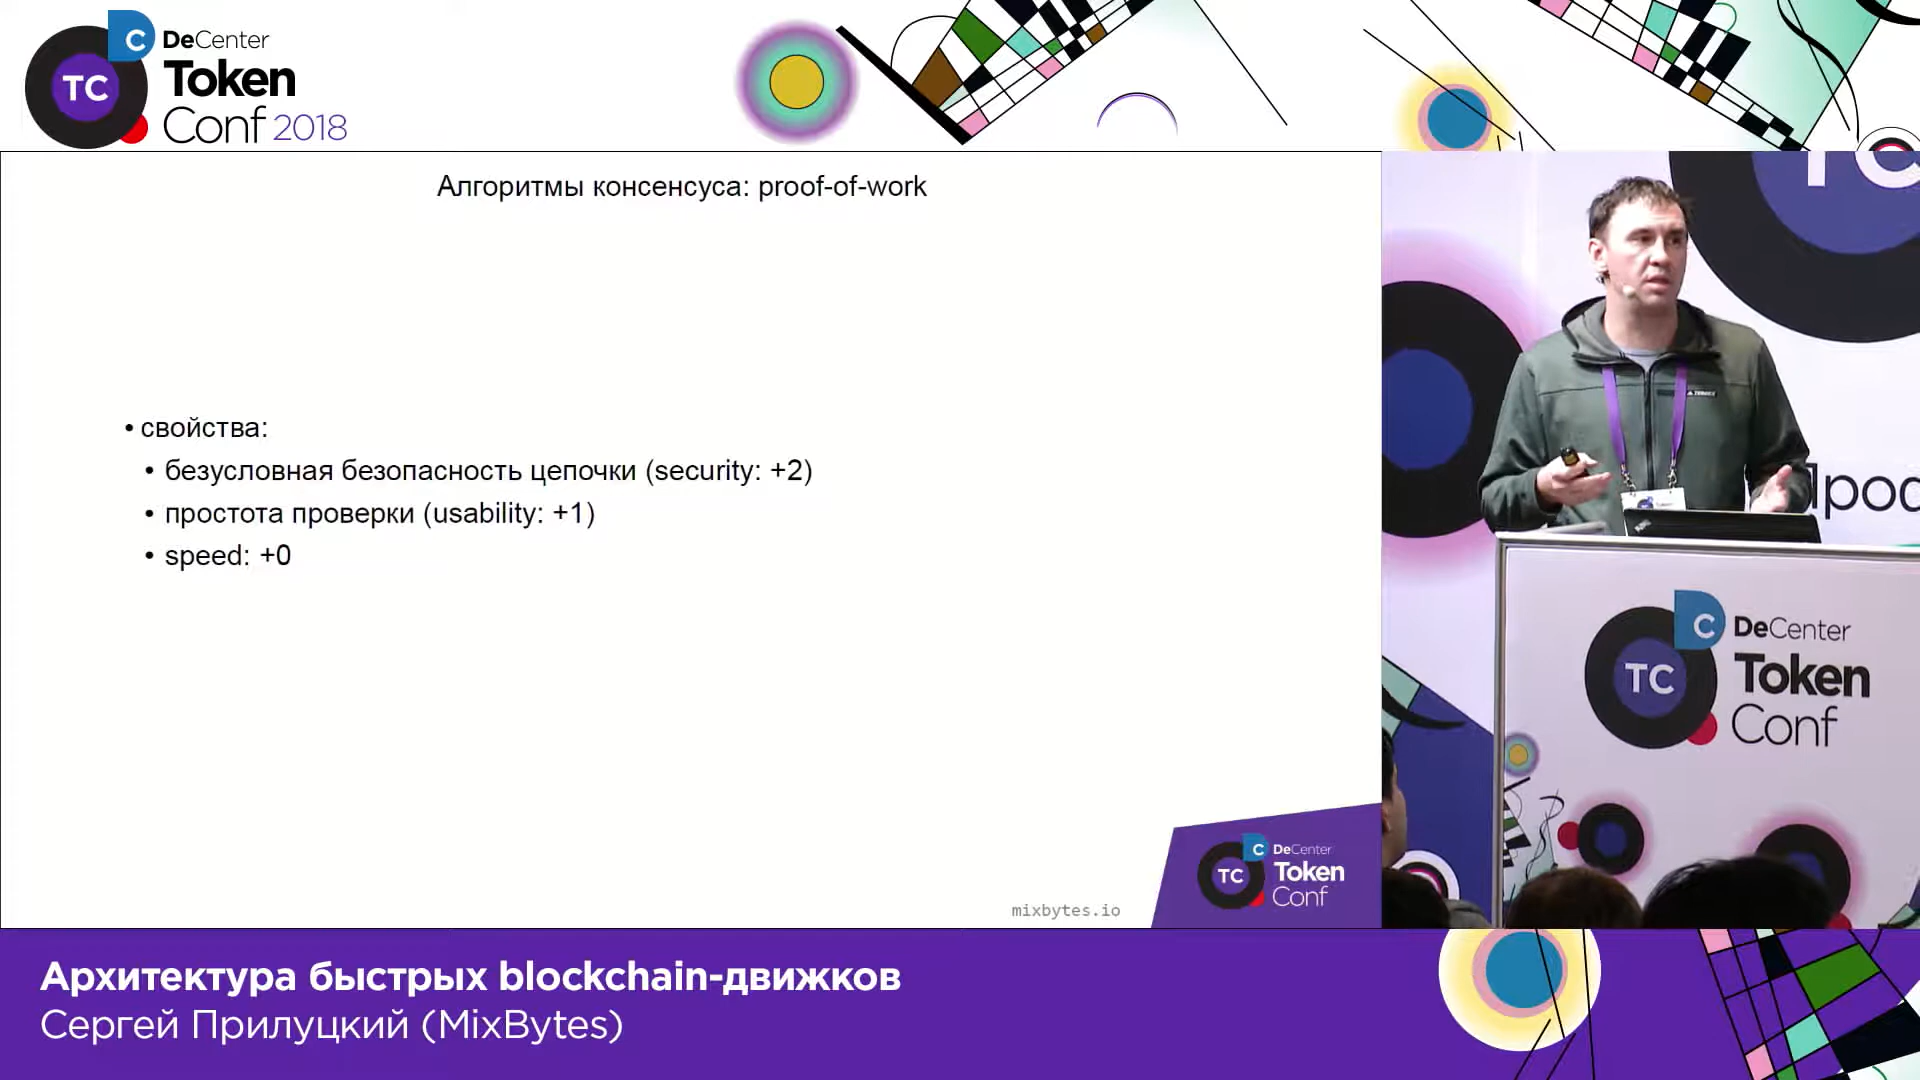 C DeCenter
TC Token
Conf 2018
Алгоритмы консенсуса: proof-of-work
• свойства:
• безусловная безопасность цепочки (security: +2)
• простота проверки (usability: +1)
• speed: +0
mixbytes.io
C DeCenter
TC Token
Conf
TC
Проф
C DeCenter
TC Token
Conf
Архитектура быстрых blockchain-движков
Сергей Прилуцкий (MixBytes)